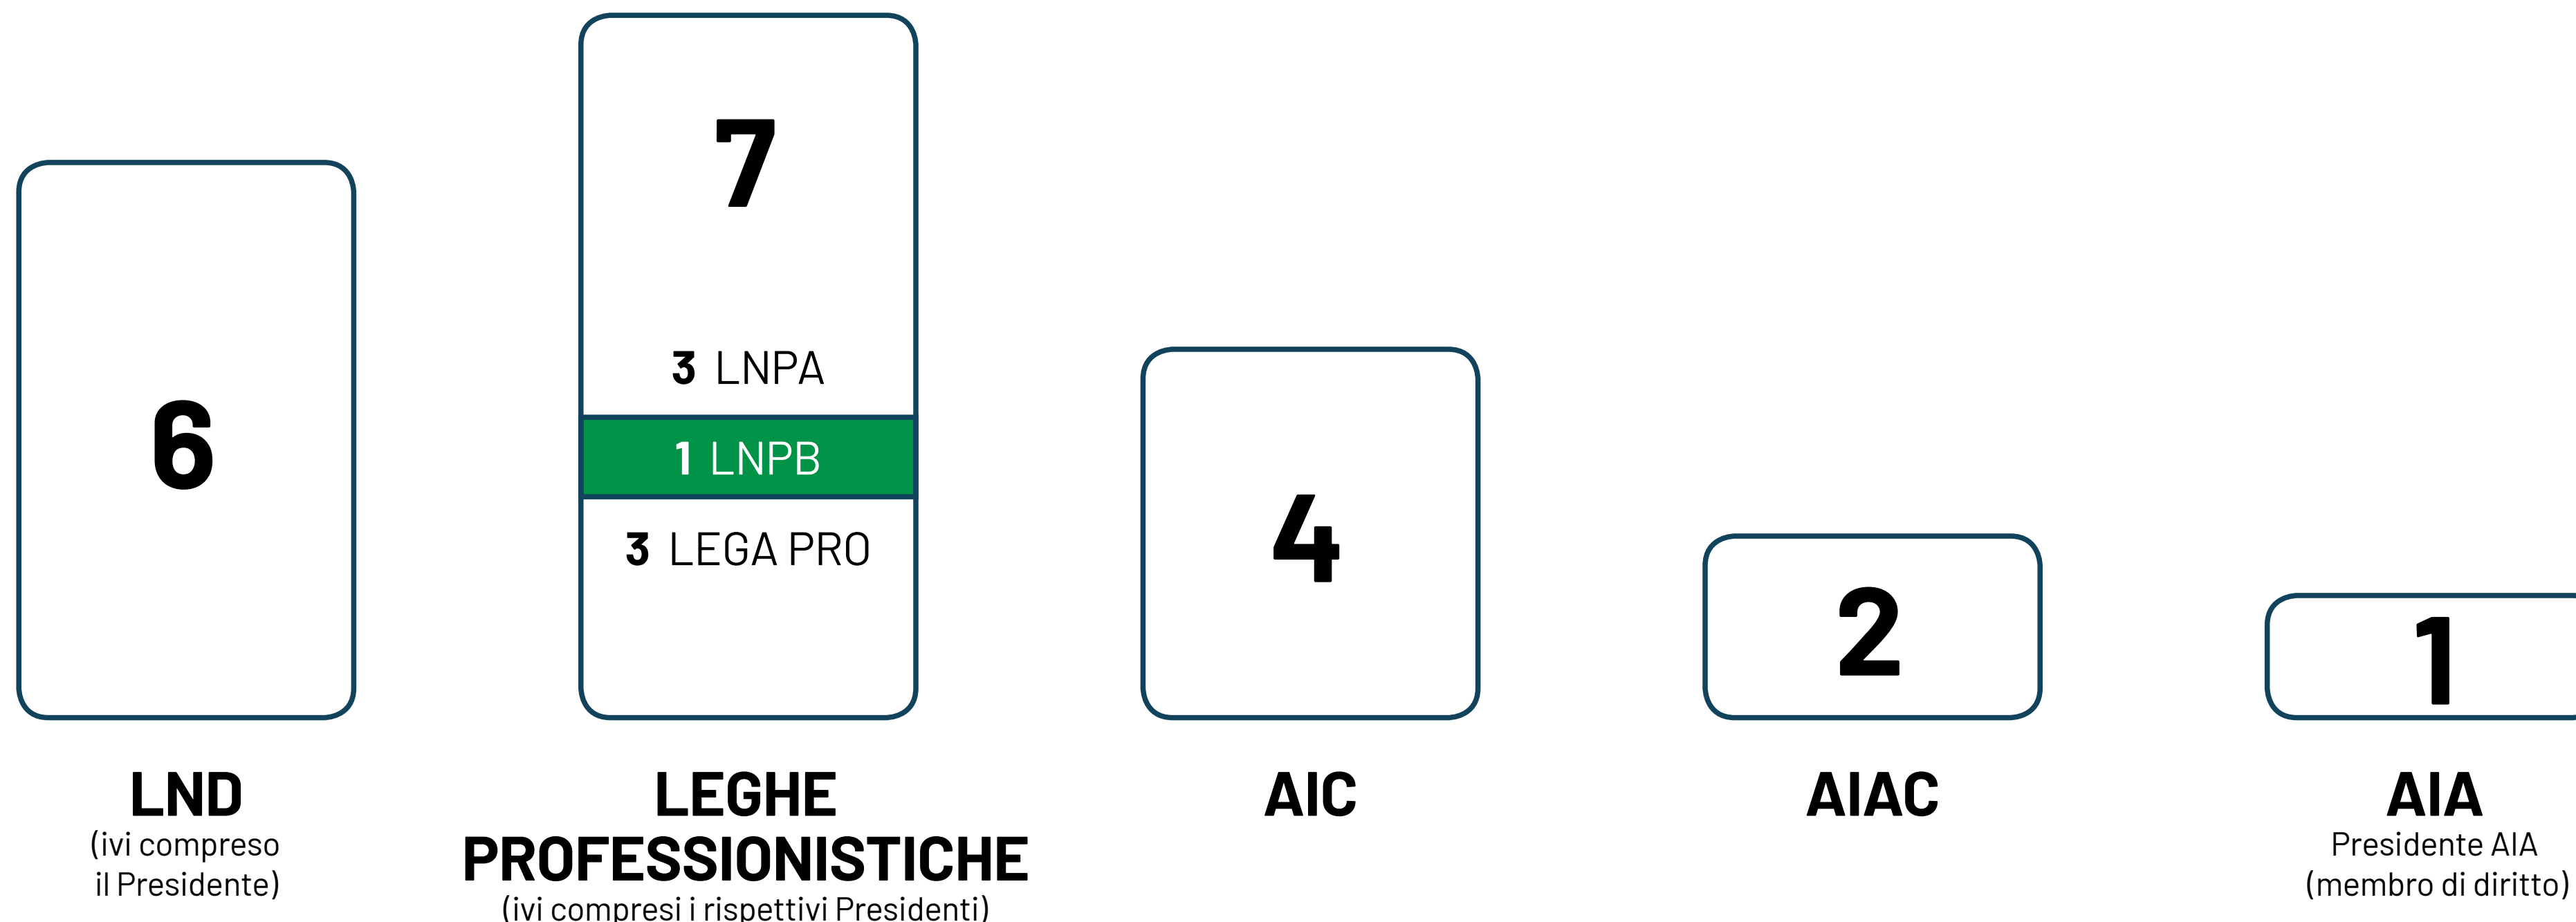 6
LND
(ivi compreso
il Presidente)
7
3 LNPA
1 LNPB
3 LEGA PRO
LEGHE
PROFESSIONISTICHE
(ivi compresi i rispettivi Presidenti)
4
AIC
2
AIAC
1
AIA
Presidente AIA
(membro di diritto)